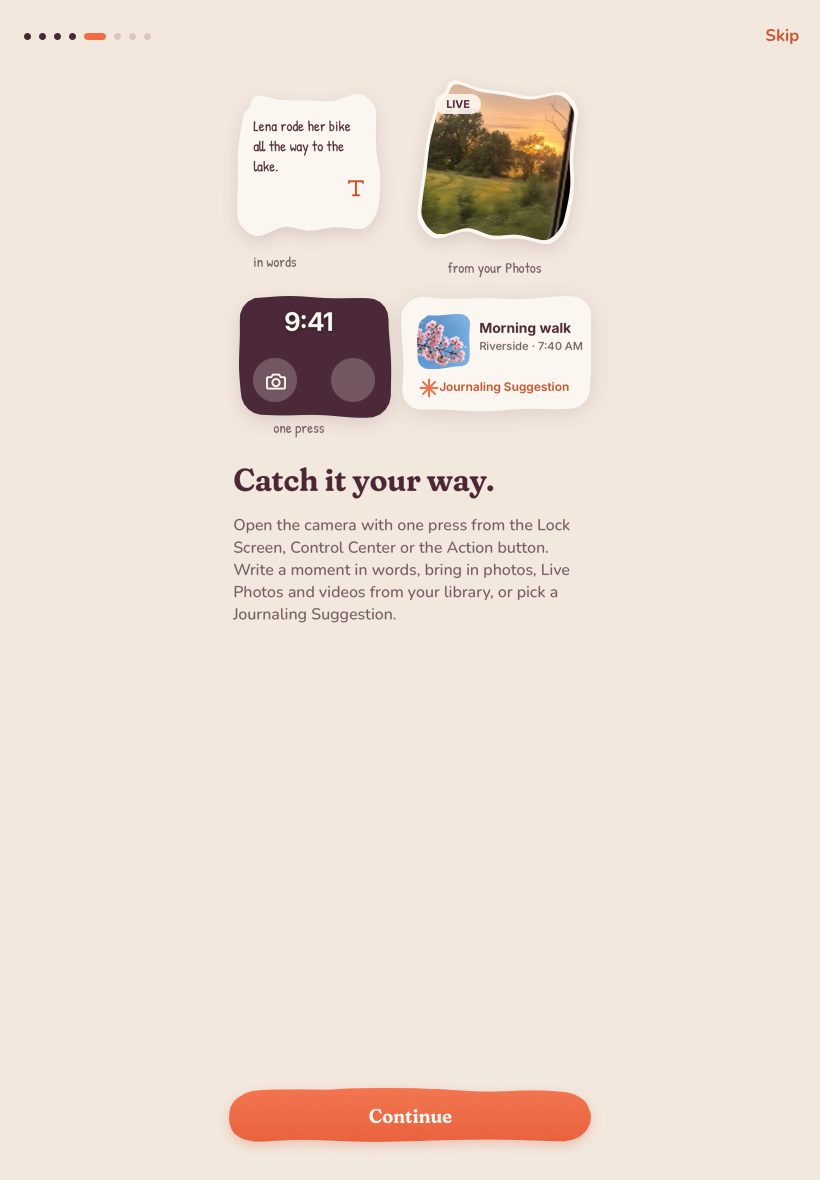 Skip
Lena rode her bike
all the way to the
lake.
T
in words
LIVE
from your Photos
9:41
one press
Morning walk
Riverside · 7:40 AM
Journaling Suggestion
Catch it your way.
Open the camera with one press from the Lock
Screen, Control Center or the Action button.
Write a moment in words, bring in photos, Live
Photos and videos from your library, or pick a
Journaling Suggestion.
Continue